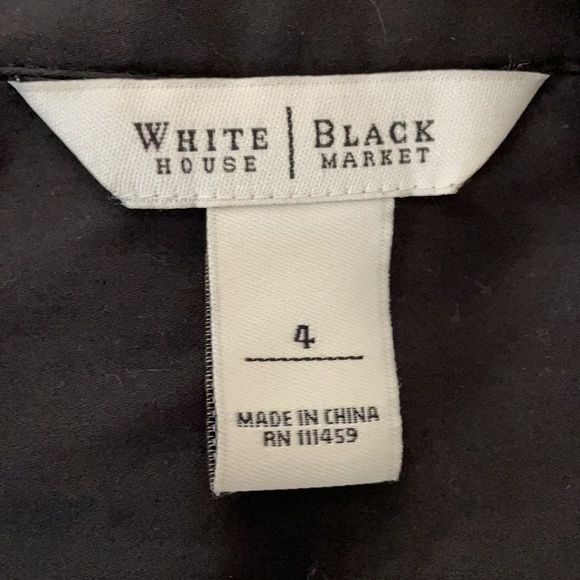 WHITE | BLACK
HOUSE | MARKET
4
MADE IN CHINA
RN 111459